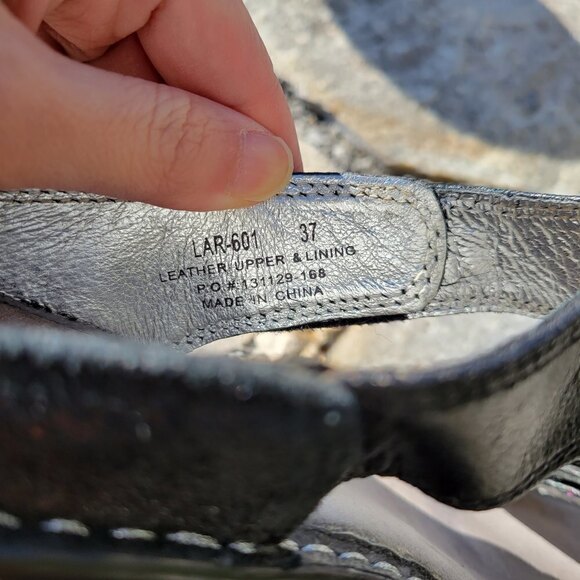 LAR-601 37
LEATHER UPPER & LINING
P.O.#.131129-168
MADE IN CHINA